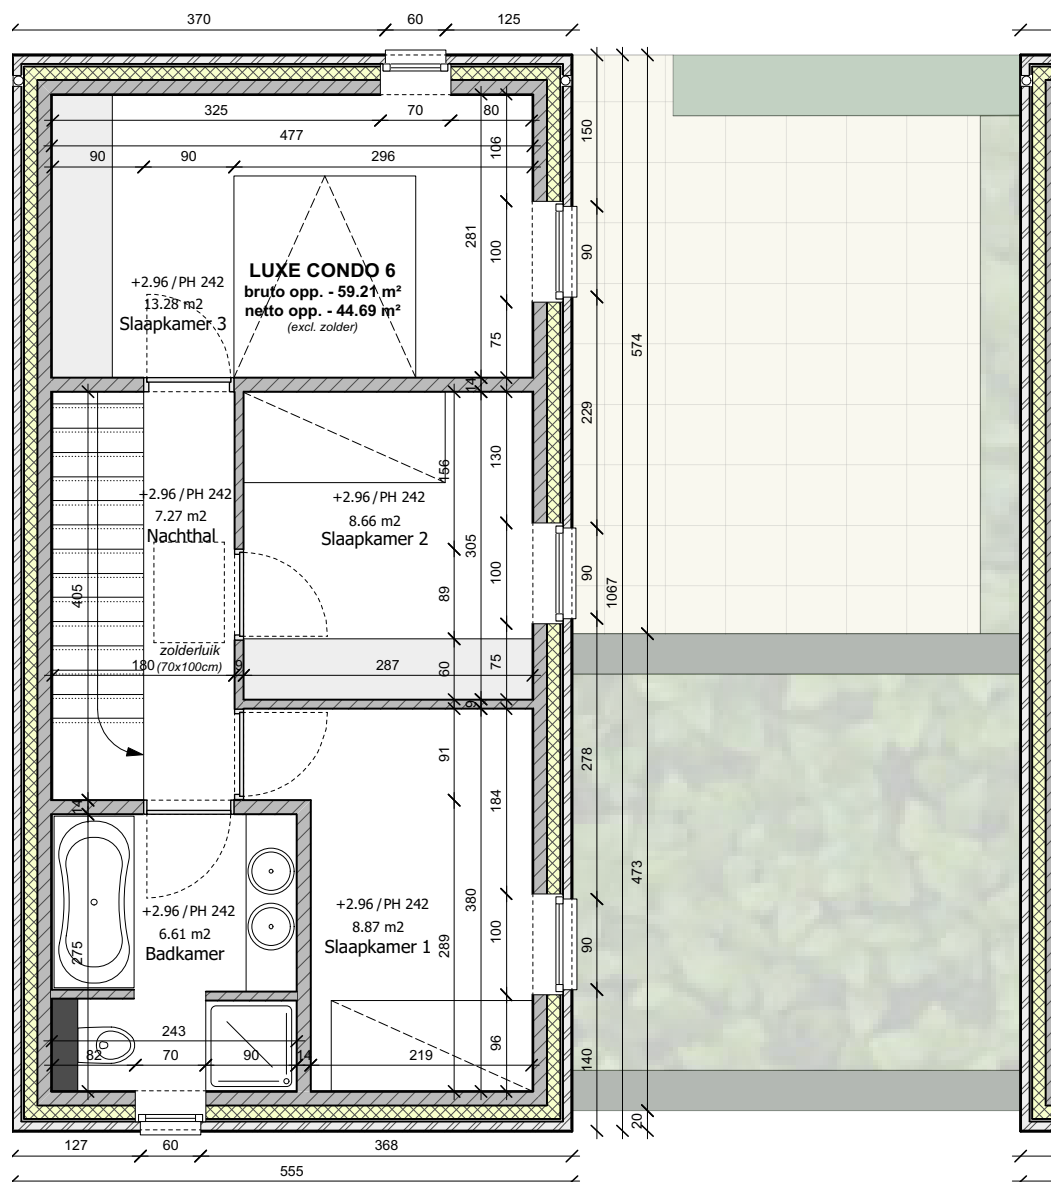 370
60
125
325
70
80
477
90
90
296
106
150
281
100
90
LUXE CONDO 6
bruto opp. - 59.21 m²
netto opp. - 44.69 m²
(excl. zolder)
+2.96 / PH 242
13.28 m2
Slaapkamer 3
75
574
14
229
130
456
+2.96 / PH 242
7.27 m2
Nachthal
+2.96 / PH 242
8.66 m2
Slaapkamer 2
305
100
90
1067
405
89
zolderluik
(70x100cm)
180
9
287
60
75
9
91
278
184
14
473
+2.96 / PH 242
6.61 m2
Badkamer
+2.96 / PH 242
8.87 m2
Slaapkamer 1
380
100
275
289
90
243
82
70
90
14
219
96
140
20
127
60
368
555